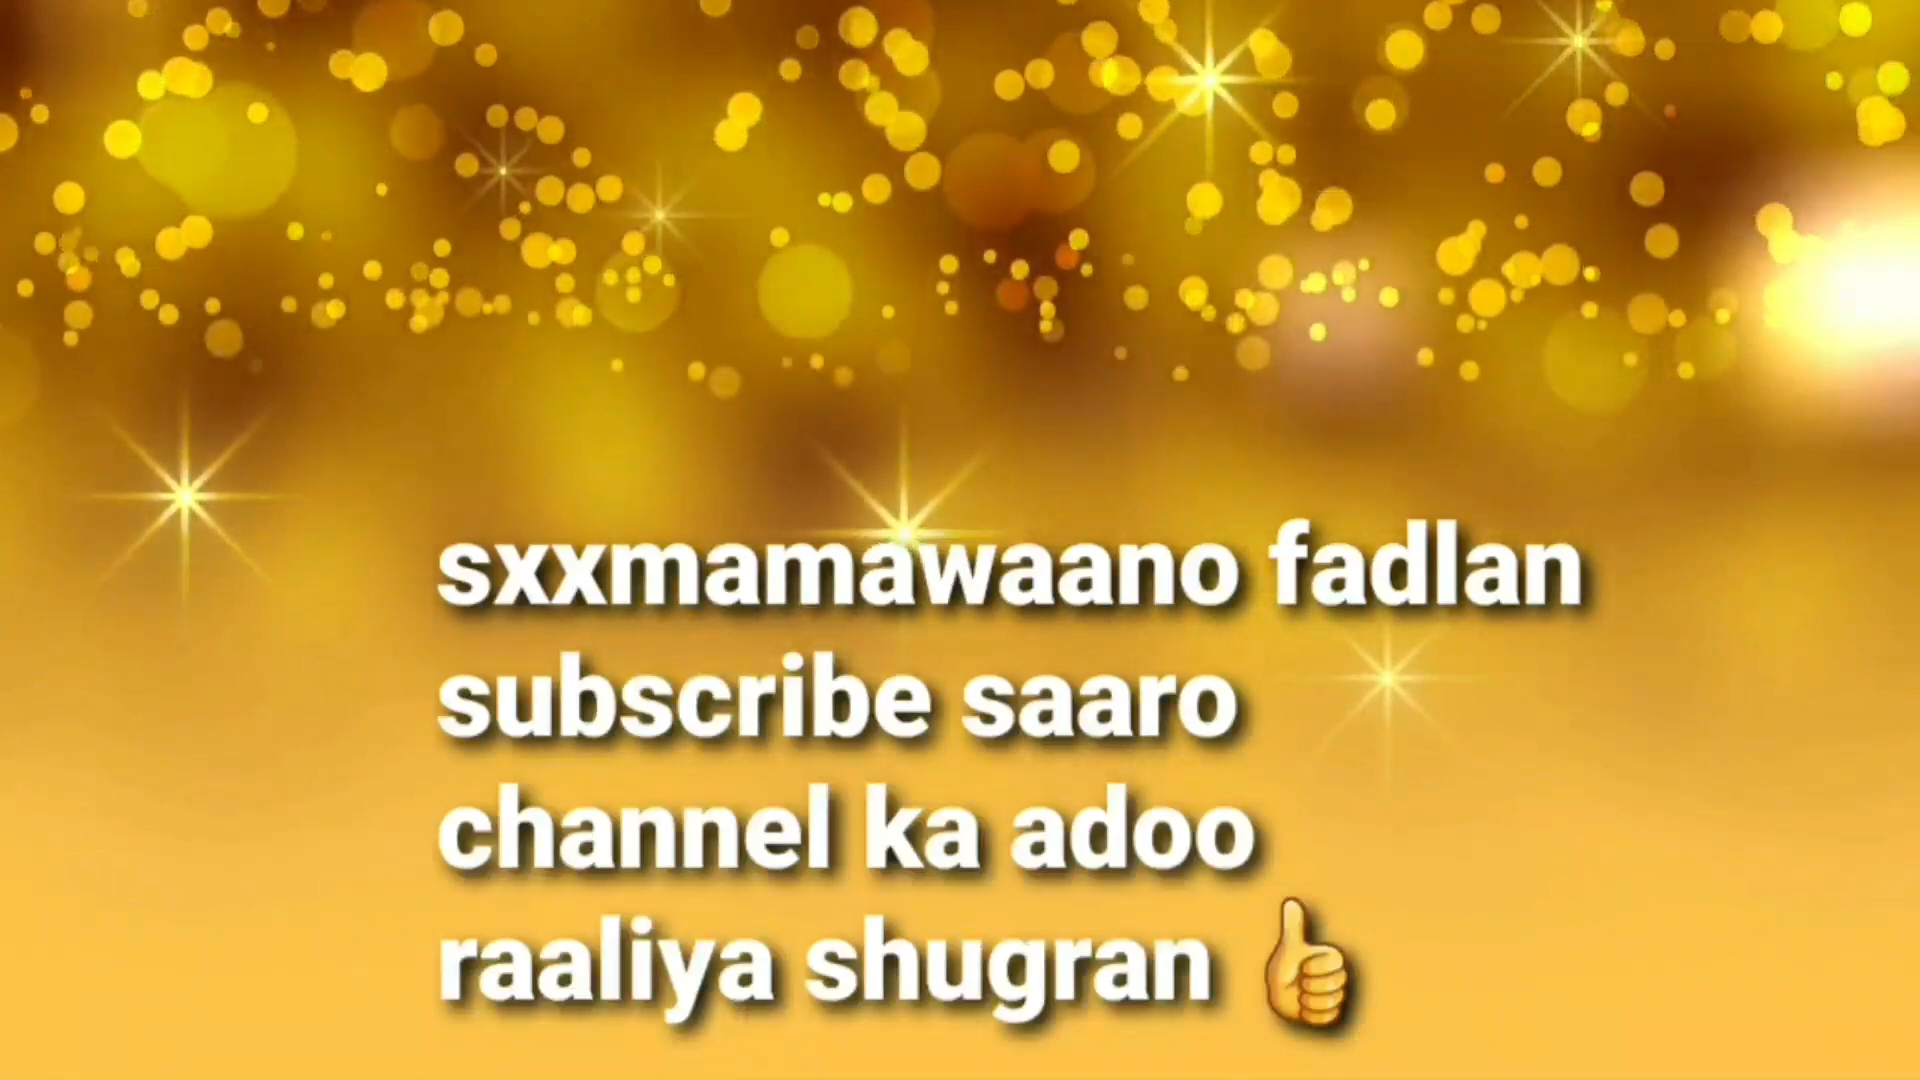 sxxmamawaano fadlan
subscribe saaro
channel ka adoo
raaliya shugran 👍